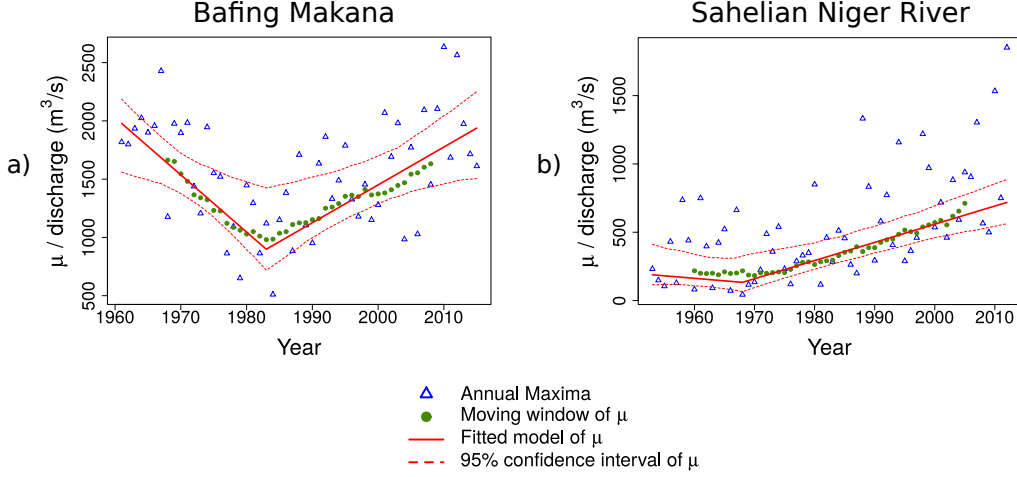 Bafing Makana
Sahelian Niger River
a)
μ / discharge (m³/s)
2500
2000
1500
1000
500
1960 1970 1980 1990 2000 2010
Year
b)
μ / discharge (m³/s)
1500
1000
500
0
1960 1970 1980 1990 2000 2010
Year
Annual Maxima
Moving window of μ
Fitted model of μ
95% confidence interval of μ